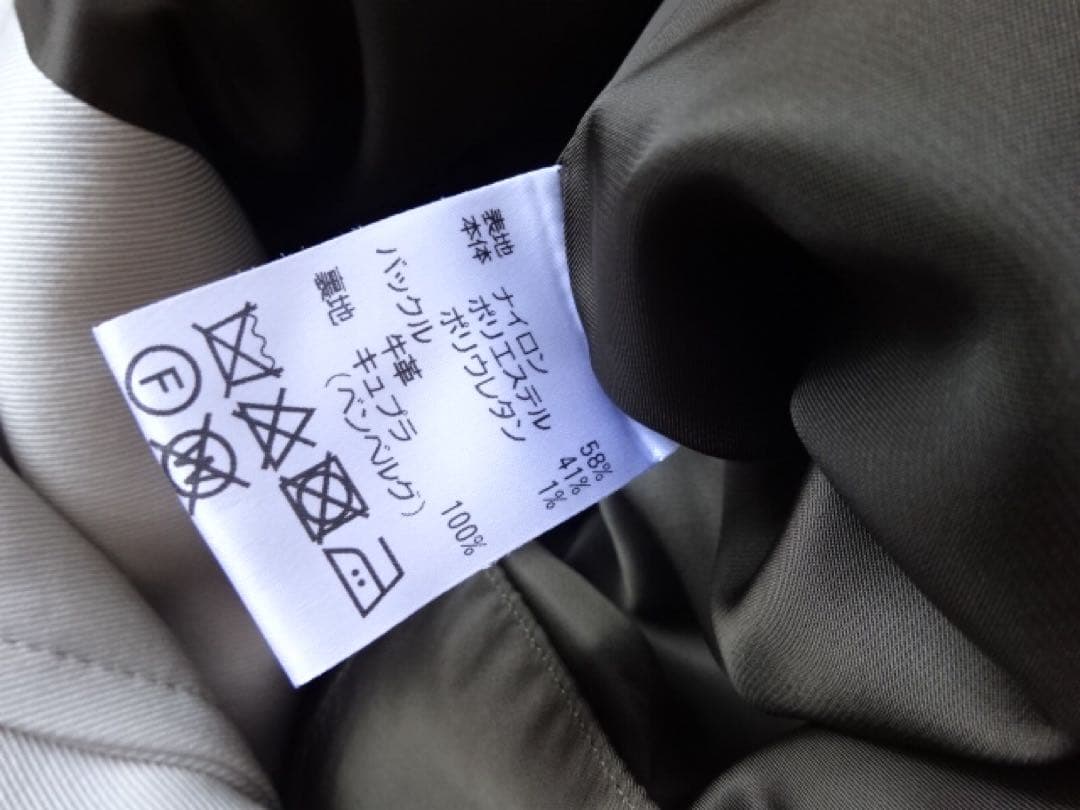 表地
本体 ナイロン 58%
ポリエステル 41%
ポリウレタン 1%
バックル 牛革
裏地 キュプラ 100%
(ベンベルグ)
F
W